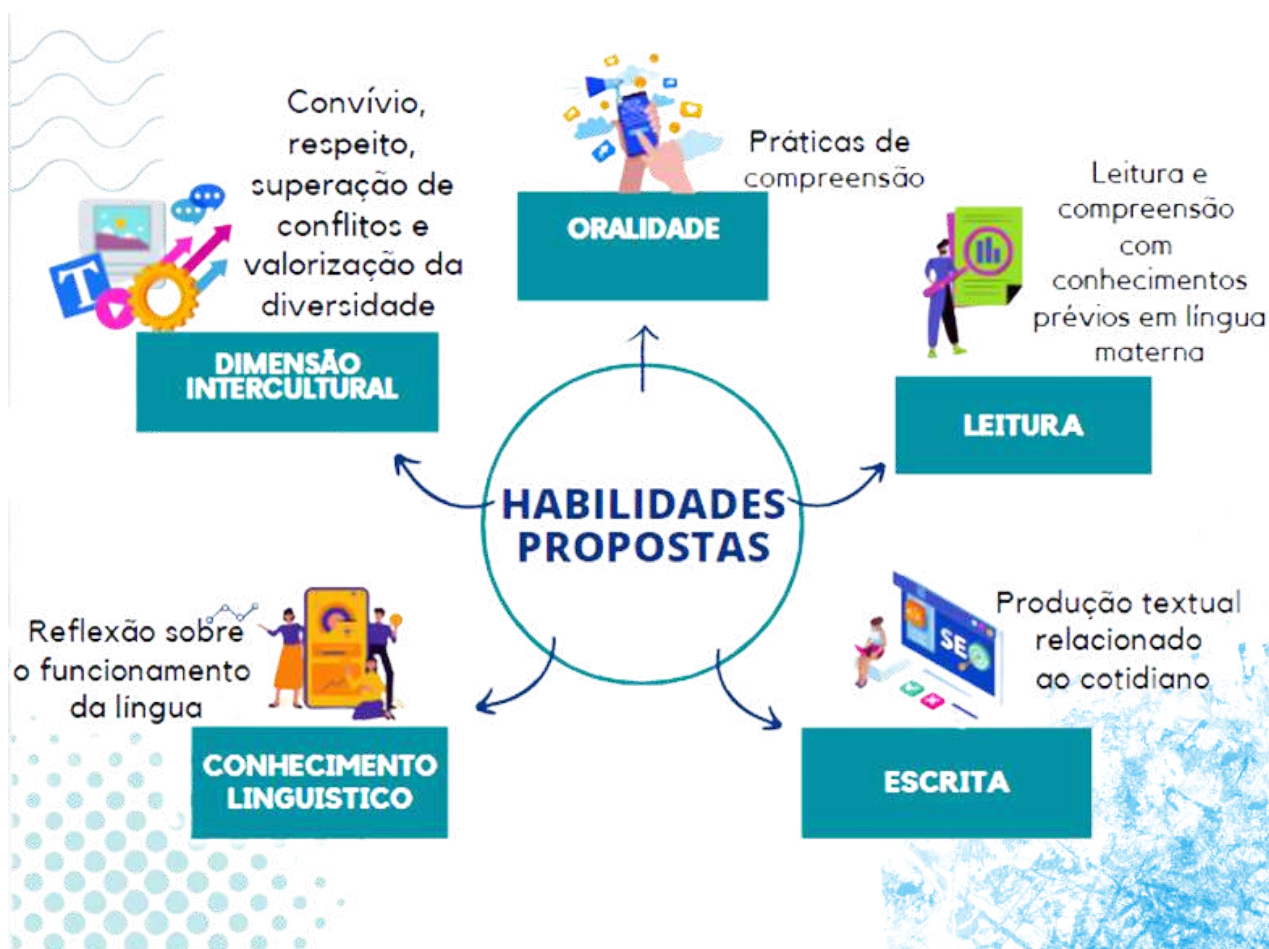 Convívio,
respeito,
superação de
conflitos e
valorização da
diversidade
DIMENSÃO
INTERCULTURAL
Práticas de
compreensão
ORALIDADE
Leitura e
compreensão
com
conhecimentos
prévios em língua
materna
LEITURA
HABILIDADES
PROPOSTAS
Reflexão sobre
o funcionamento
da língua
CONHECIMENTO
LINGUISTICO
SEO
Produção textual
relacionado
ao cotidiano
ESCRITA
T